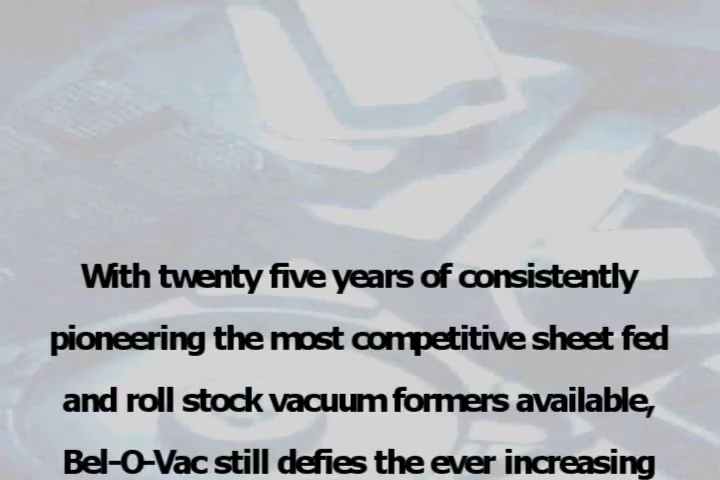 With twenty five years of consistently
pioneering the most competitive sheet fed
and roll stock vacuum formers available,
Bel-O-Vac still defies the ever increasing